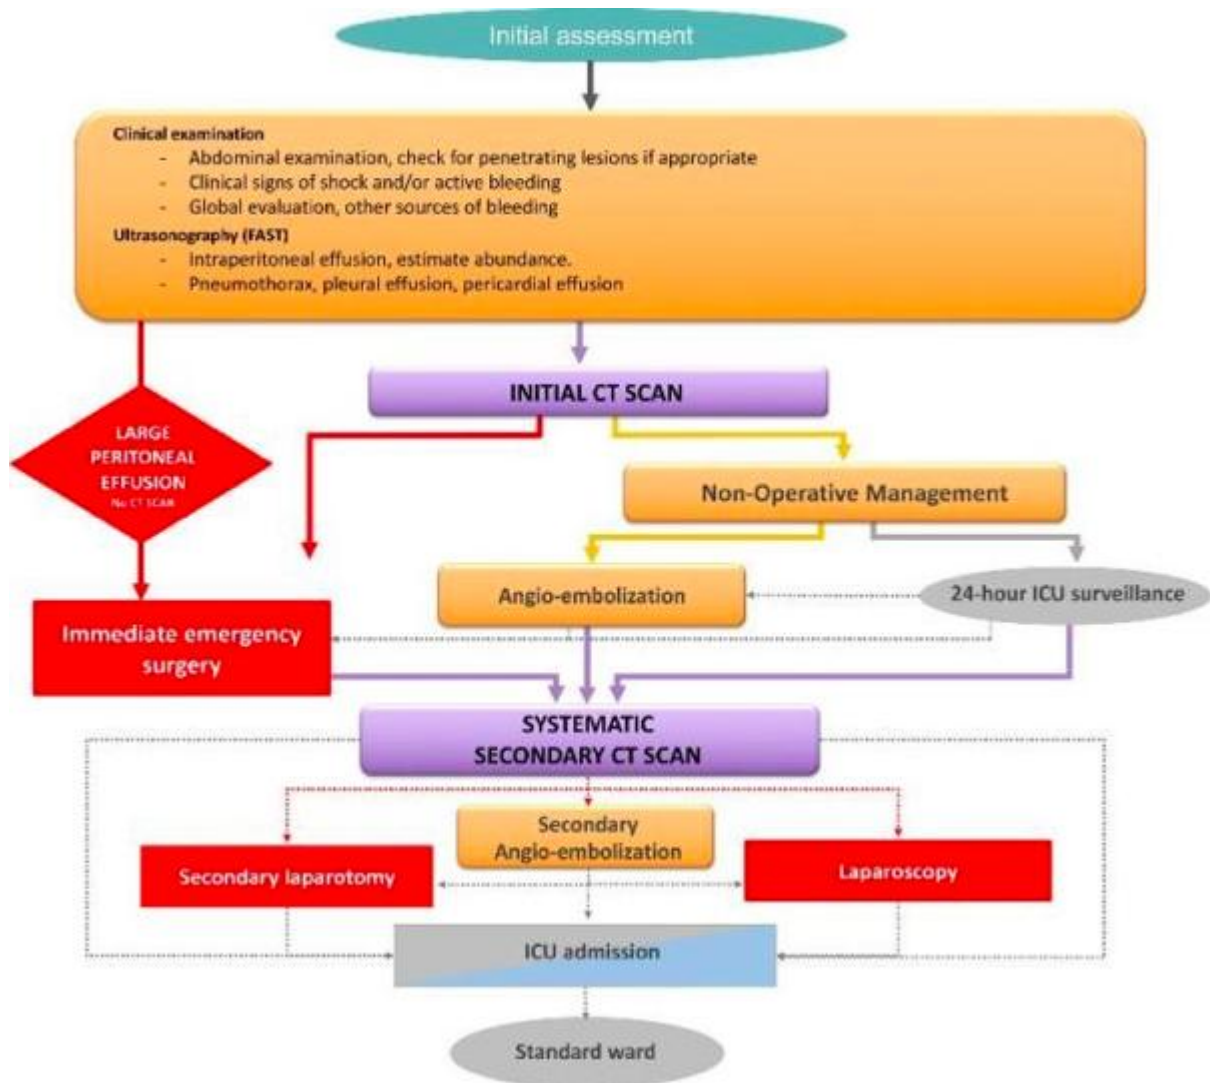 Initial assessment
Clinical examination
- Abdominal examination, check for penetrating lesions if appropriate
- Clinical signs of shock and/or active bleeding
- Global evaluation, other sources of bleeding
Ultrasonography (FAST)
- Intraperitoneal effusion, estimate abundance.
- Pneumothorax, pleural effusion, pericardial effusion
INITIAL CT SCAN
LARGE
PERITONEAL
EFFUSION
No CT SCAN
Non-Operative Management
Angio-embolization
24-hour ICU surveillance
Immediate emergency
surgery
SYSTEMATIC
SECONDARY CT SCAN
Secondary
Angio-embolization
Secondary laparotomy
Laparoscopy
ICU admission
Standard ward